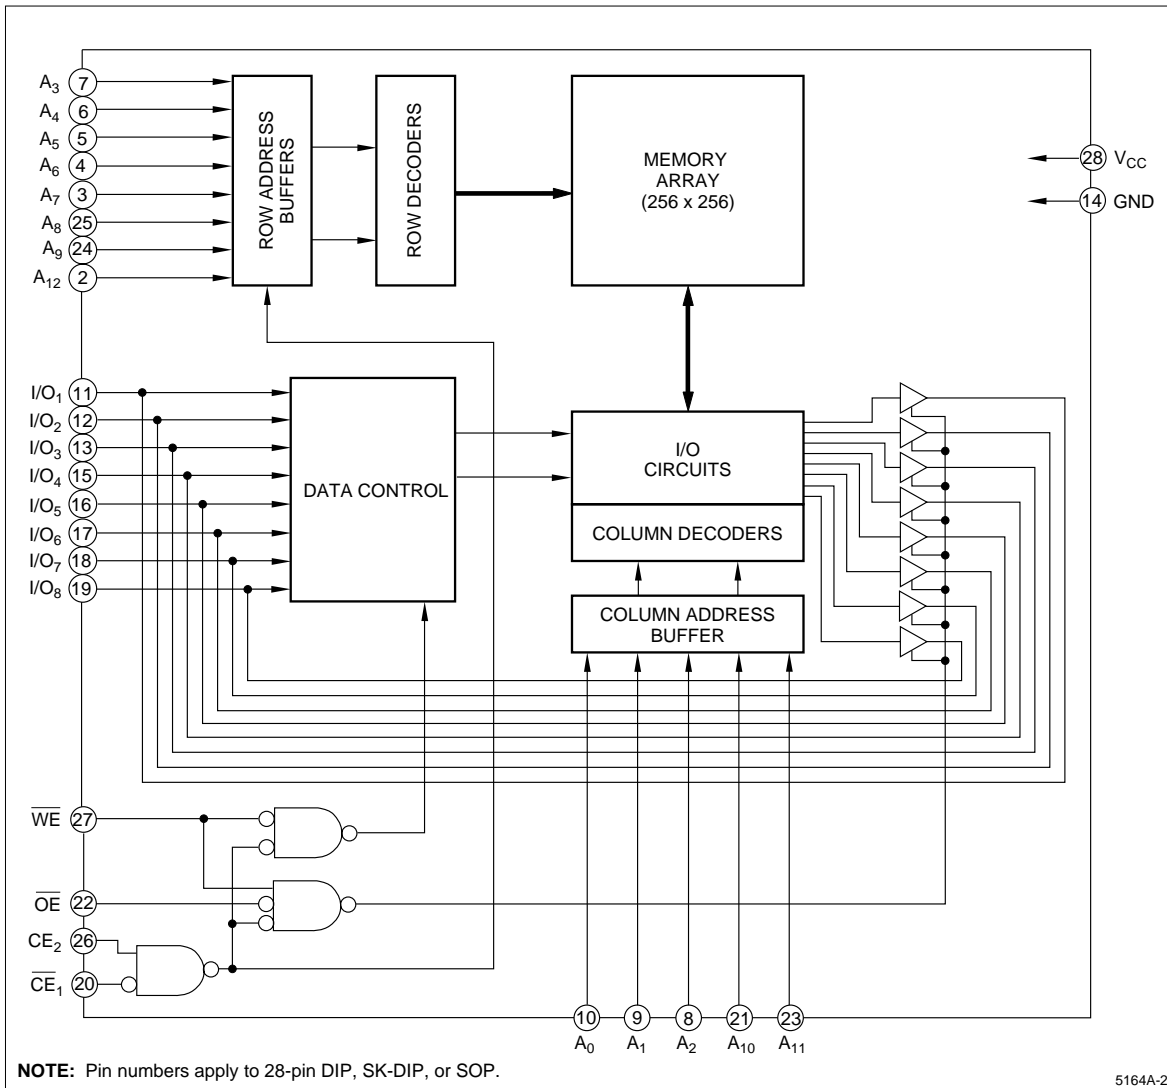 A3 7
A4 6
A5 5
A6 4
A7 3
A8 25
A9 24
A12 2
ROW ADDRESS
BUFFERS
ROW DECODERS
MEMORY
ARRAY
(256 x 256)
28 VCC
14 GND
I/O1 11
I/O2 12
I/O3 13
I/O4 15
I/O5 16
I/O6 17
I/O7 18
I/O8 19
DATA CONTROL
I/O
CIRCUITS
COLUMN DECODERS
COLUMN ADDRESS
BUFFER
W̅E̅ 27
O̅E̅ 22
CE2 26
C̅E̅1 20
10 9 8 21 23
A0 A1 A2 A10 A11
NOTE: Pin numbers apply to 28-pin DIP, SK-DIP, or SOP.
5164A-2